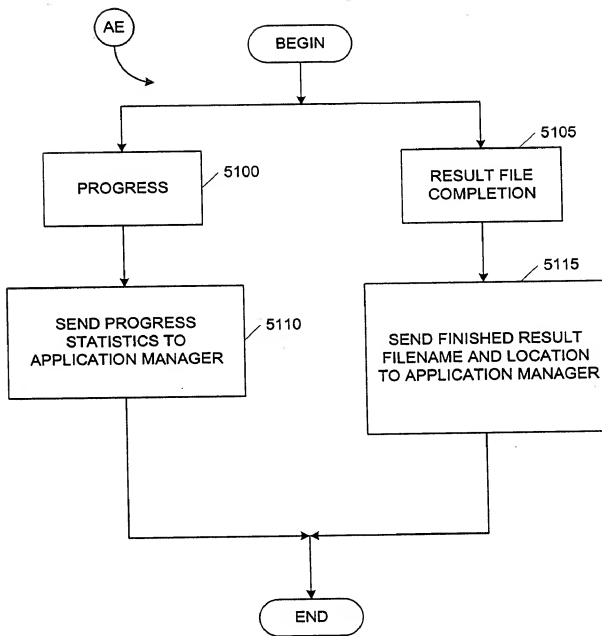 AE
BEGIN
PROGRESS
5100
5105
RESULT FILE
COMPLETION
SEND PROGRESS
STATISTICS TO
APPLICATION MANAGER
5110
5115
SEND FINISHED RESULT
FILENAME AND LOCATION
TO APPLICATION MANAGER
END